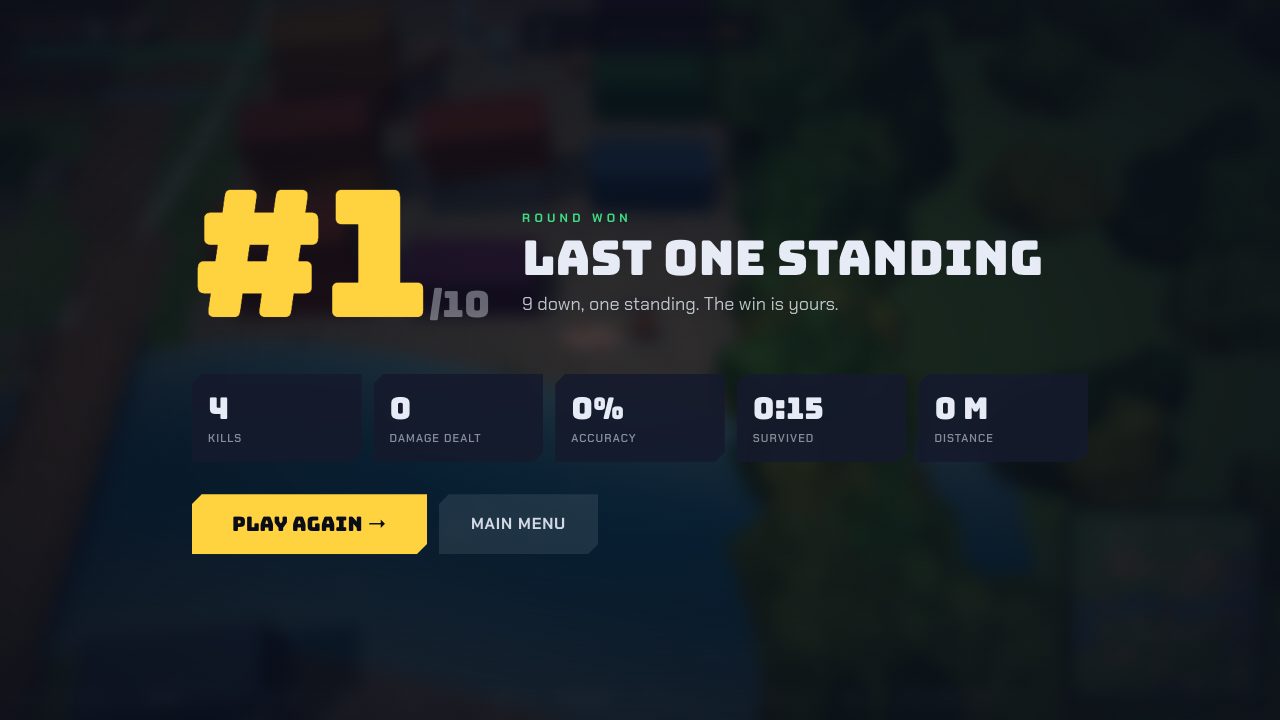 #1/10
ROUND WON
LAST ONE STANDING
9 down, one standing. The win is yours.
4
KILLS
0
DAMAGE DEALT
0%
ACCURACY
0:15
SURVIVED
0 M
DISTANCE
PLAY AGAIN →
MAIN MENU